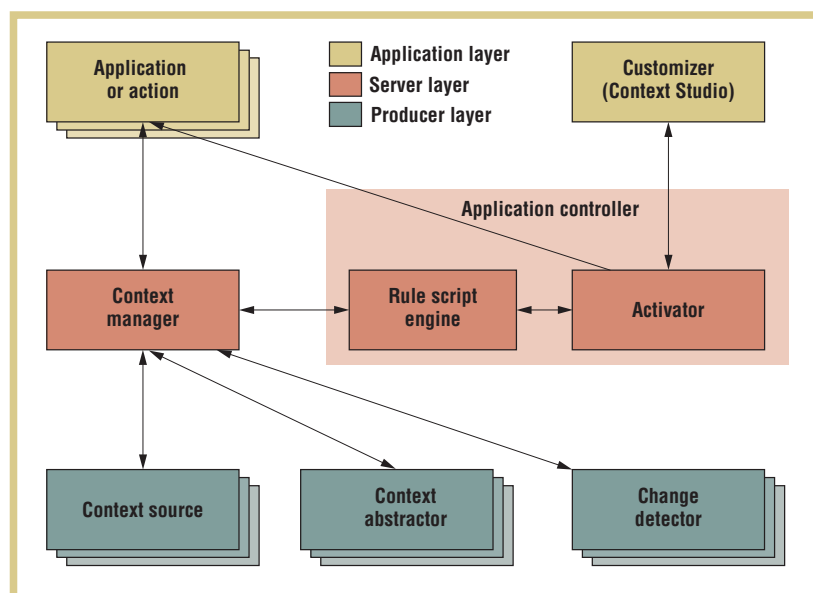 Application
or action
Application layer
Server layer
Producer layer
Customizer
(Context Studio)
Application controller
Context
manager
Rule script
engine
Activator
Context source
Context
abstractor
Change
detector